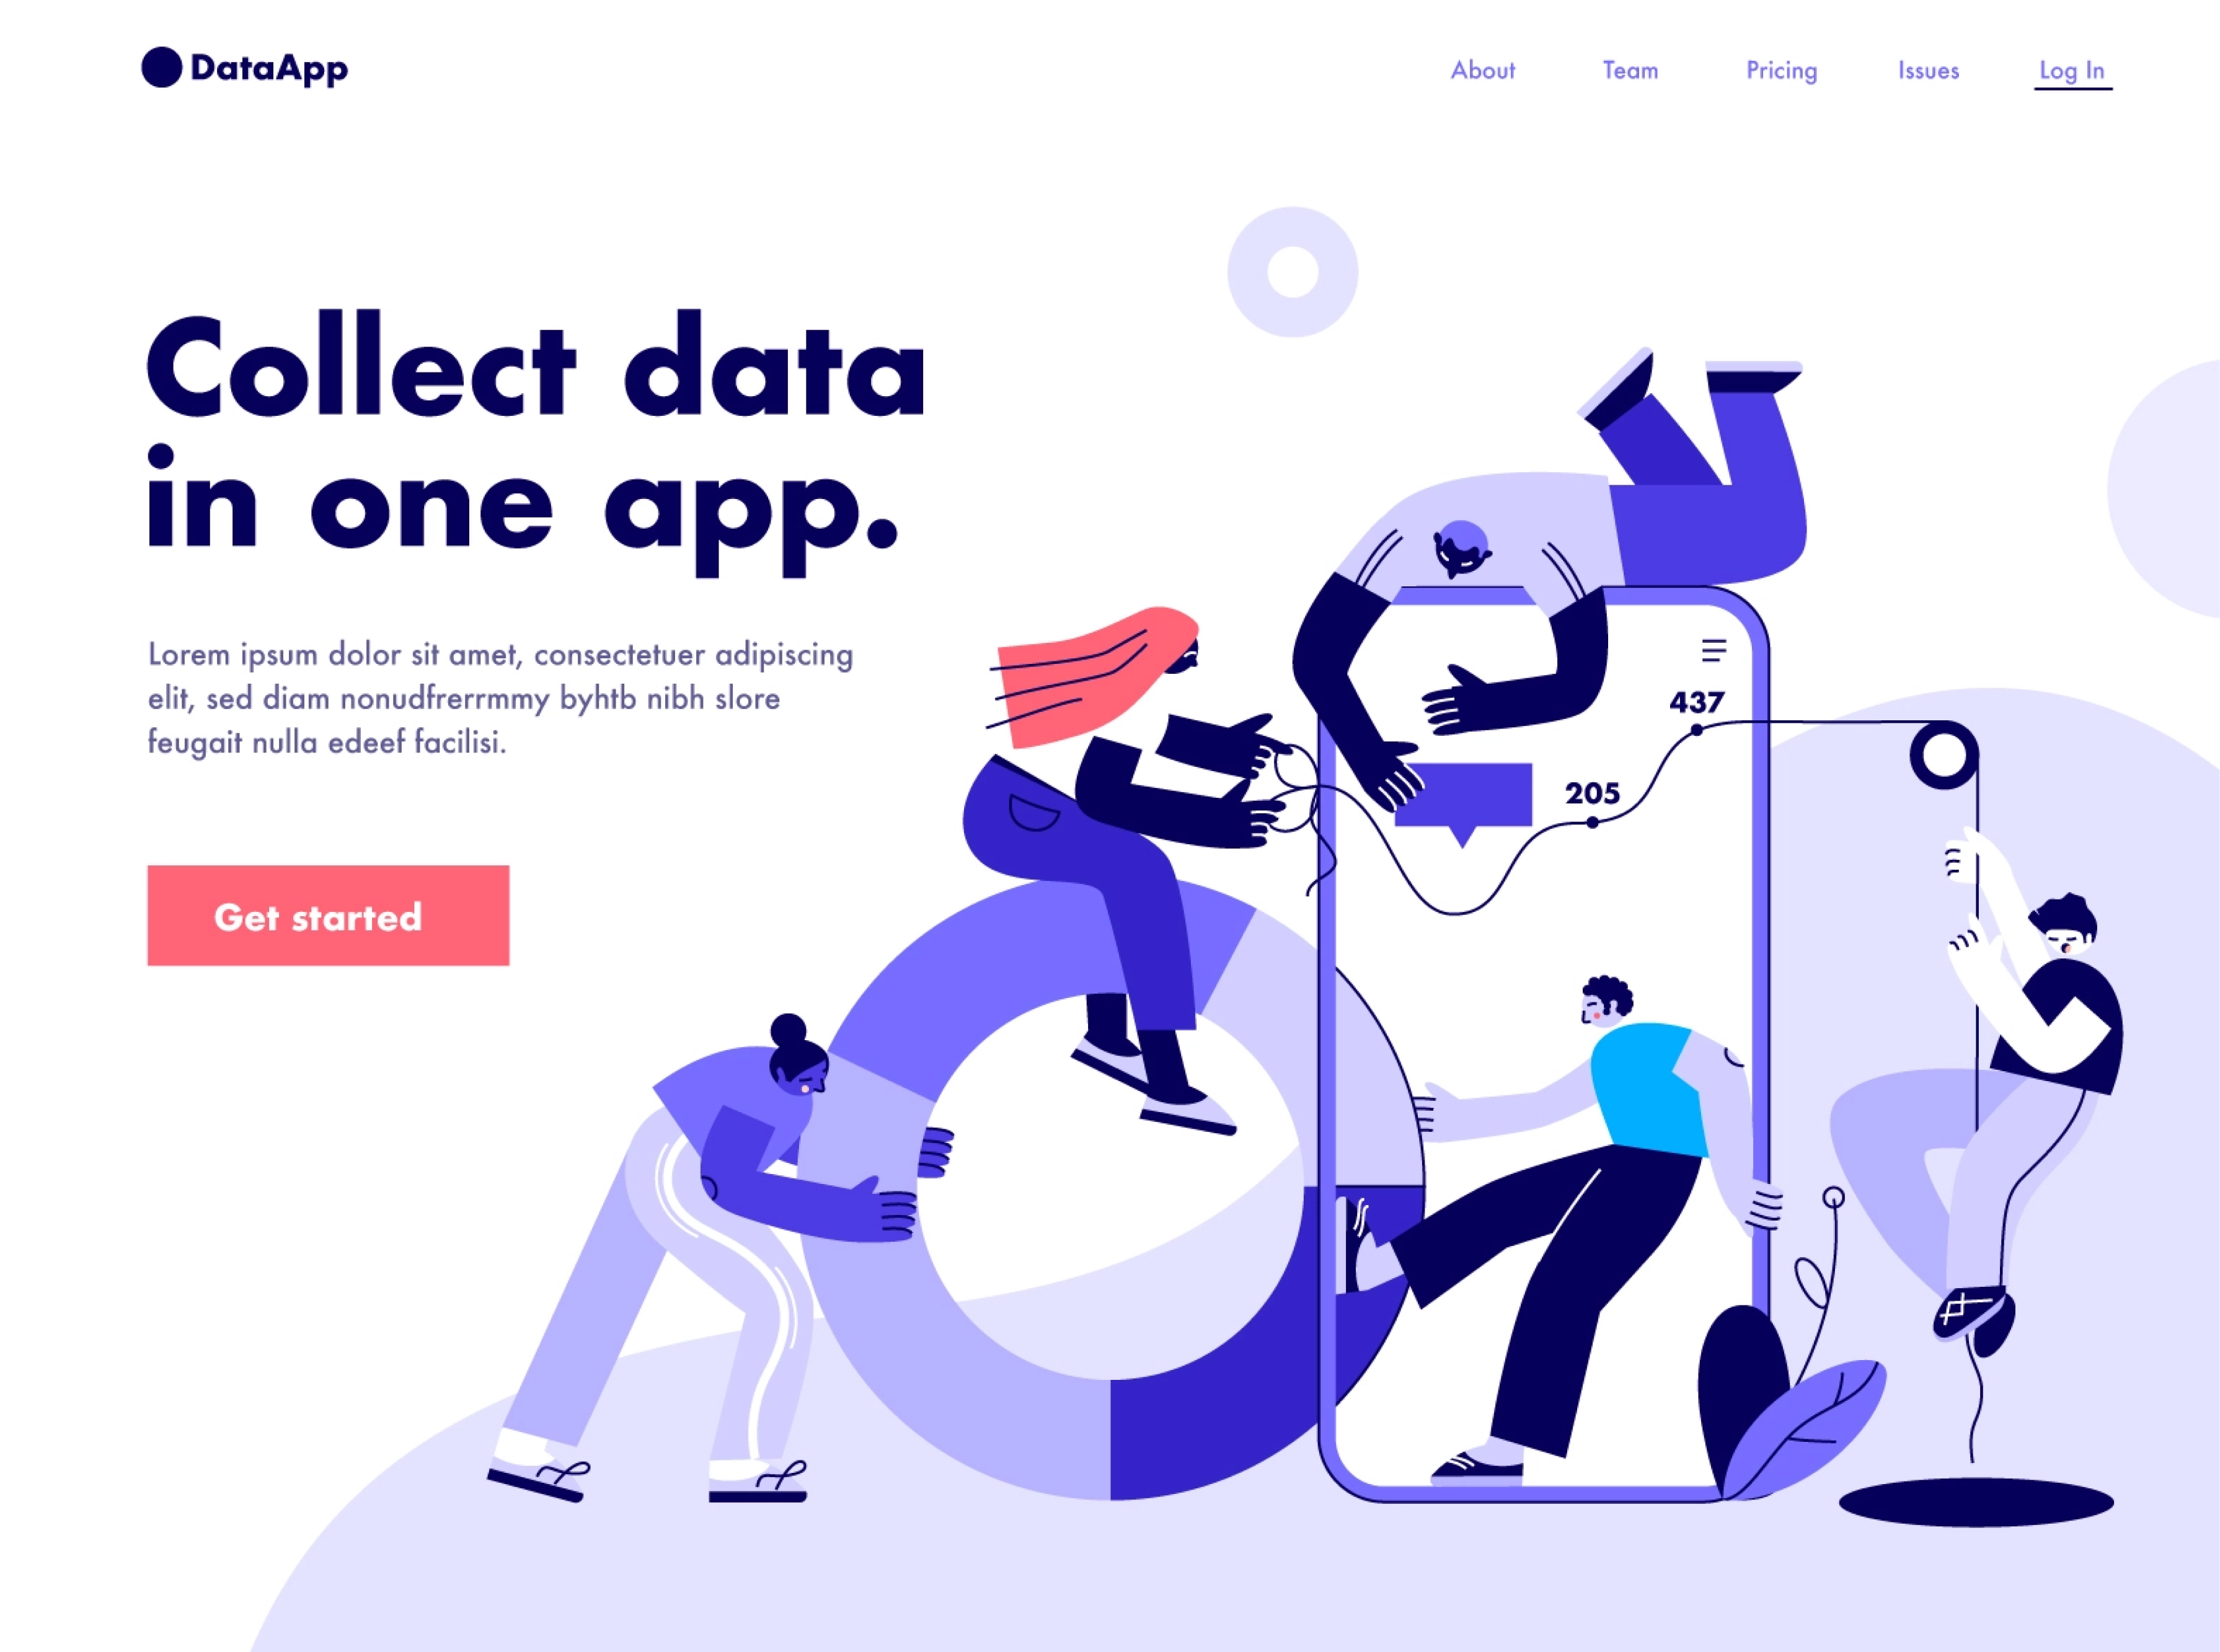 DataApp
About
Team
Pricing
Issues
Log In
Collect data
in one app.
Lorem ipsum dolor sit amet, consectetuer adipiscing
elit, sed diam nonudfrerrmmy byhtb nibh slore
feugait nulla edeef facilisi.
Get started
437
205